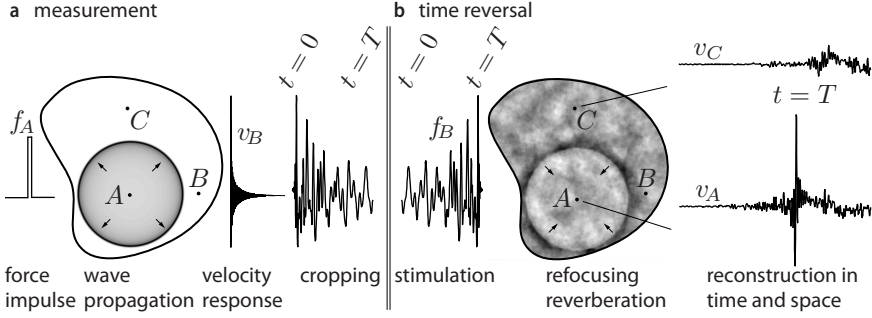 a measurement
t = 0
t = T
f_A
C
A
B
v_B
force impulse
wave propagation
velocity response
cropping
b time reversal
t = 0
t = T
f_B
C
A
B
v_C
t = T
v_A
stimulation
refocusing reverberation
reconstruction in time and space